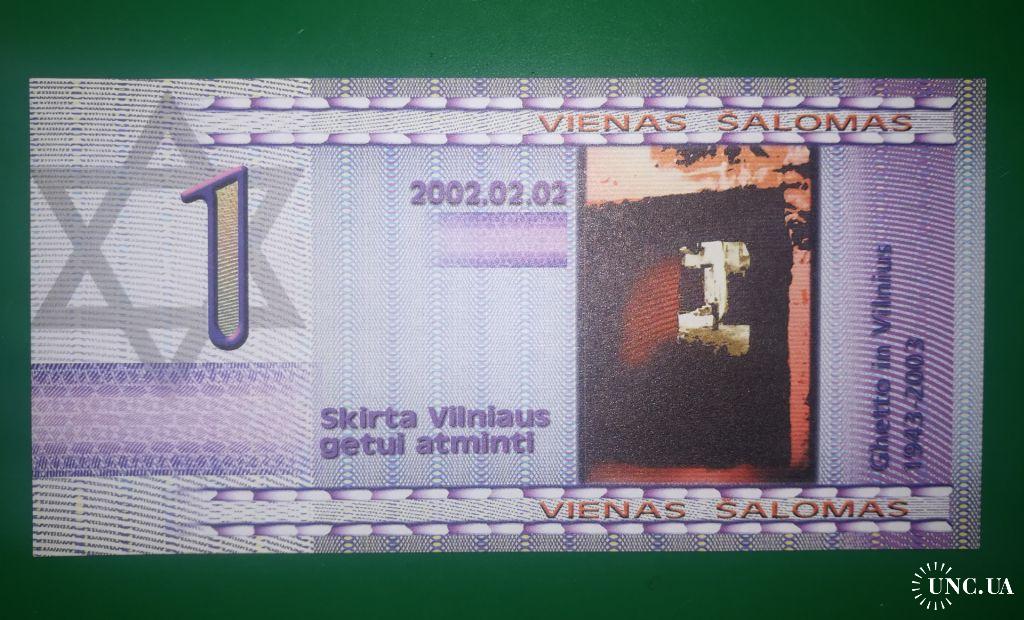 VIENAS ŠALOMAS
1
2002.02.02
Skirta Vilniaus
getui atminti
Ghetto in Vilnius
1943-2003
VIENAS ŠALOMAS
UNC.UA